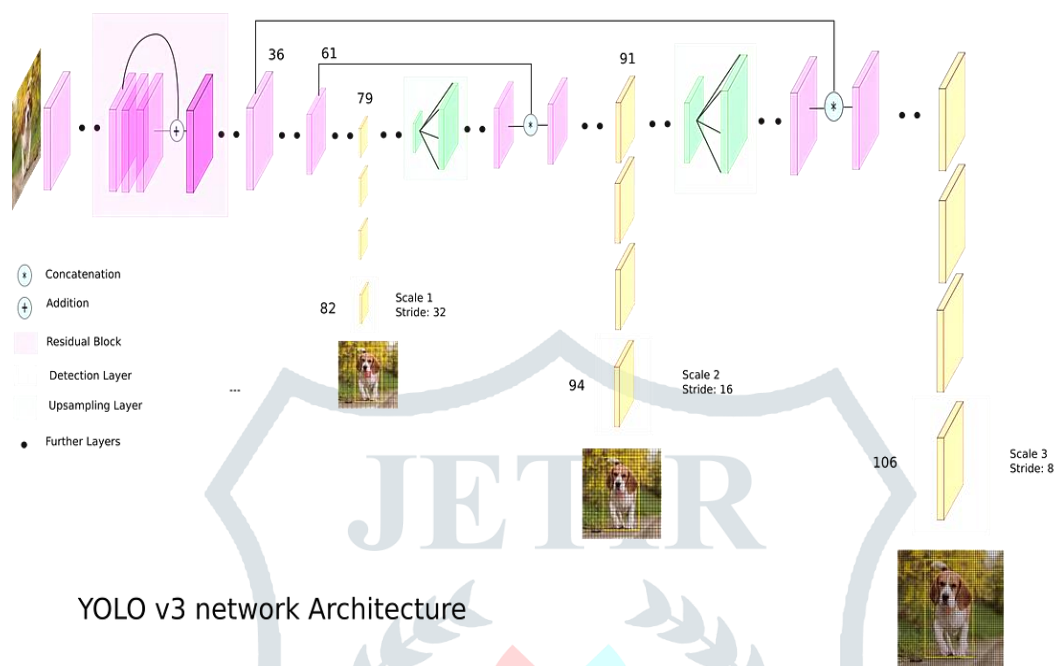 36
61
79
91
Concatenation
Addition
Residual Block
Detection Layer
Upsampling Layer
Further Layers
...
82
Scale 1
Stride: 32
94
Scale 2
Stride: 16
106
Scale 3
Stride: 8
JETIR
YOLO v3 network Architecture